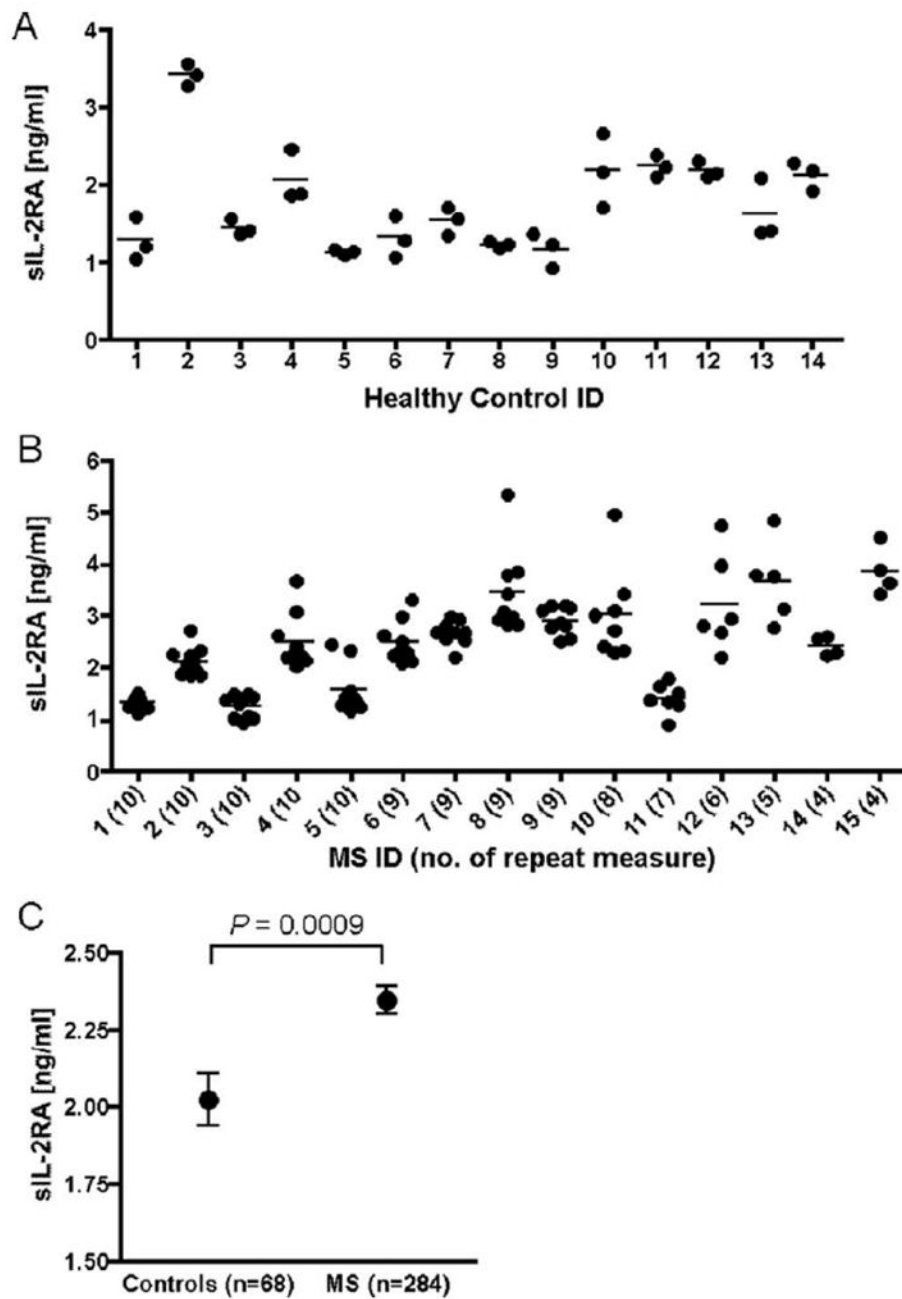 A
4
3
2
1
0
sIL-2RA [ng/ml]
1 2 3 4 5 6 7 8 9 10 11 12 13 14
Healthy Control ID
B
6
5
4
3
2
1
0
sIL-2RA [ng/ml]
1 (10) 2 (10) 3 (10) 4 (10 5 (10) 6 (9) 7 (9) 8 (9) 9 (9) 10 (8) 11 (7) 12 (6) 13 (5) 14 (4) 15 (4)
MS ID (no. of repeat measure)
C
P = 0.0009
2.50
2.25
2.00
1.75
1.50
sIL-2RA [ng/ml]
Controls (n=68) MS (n=284)